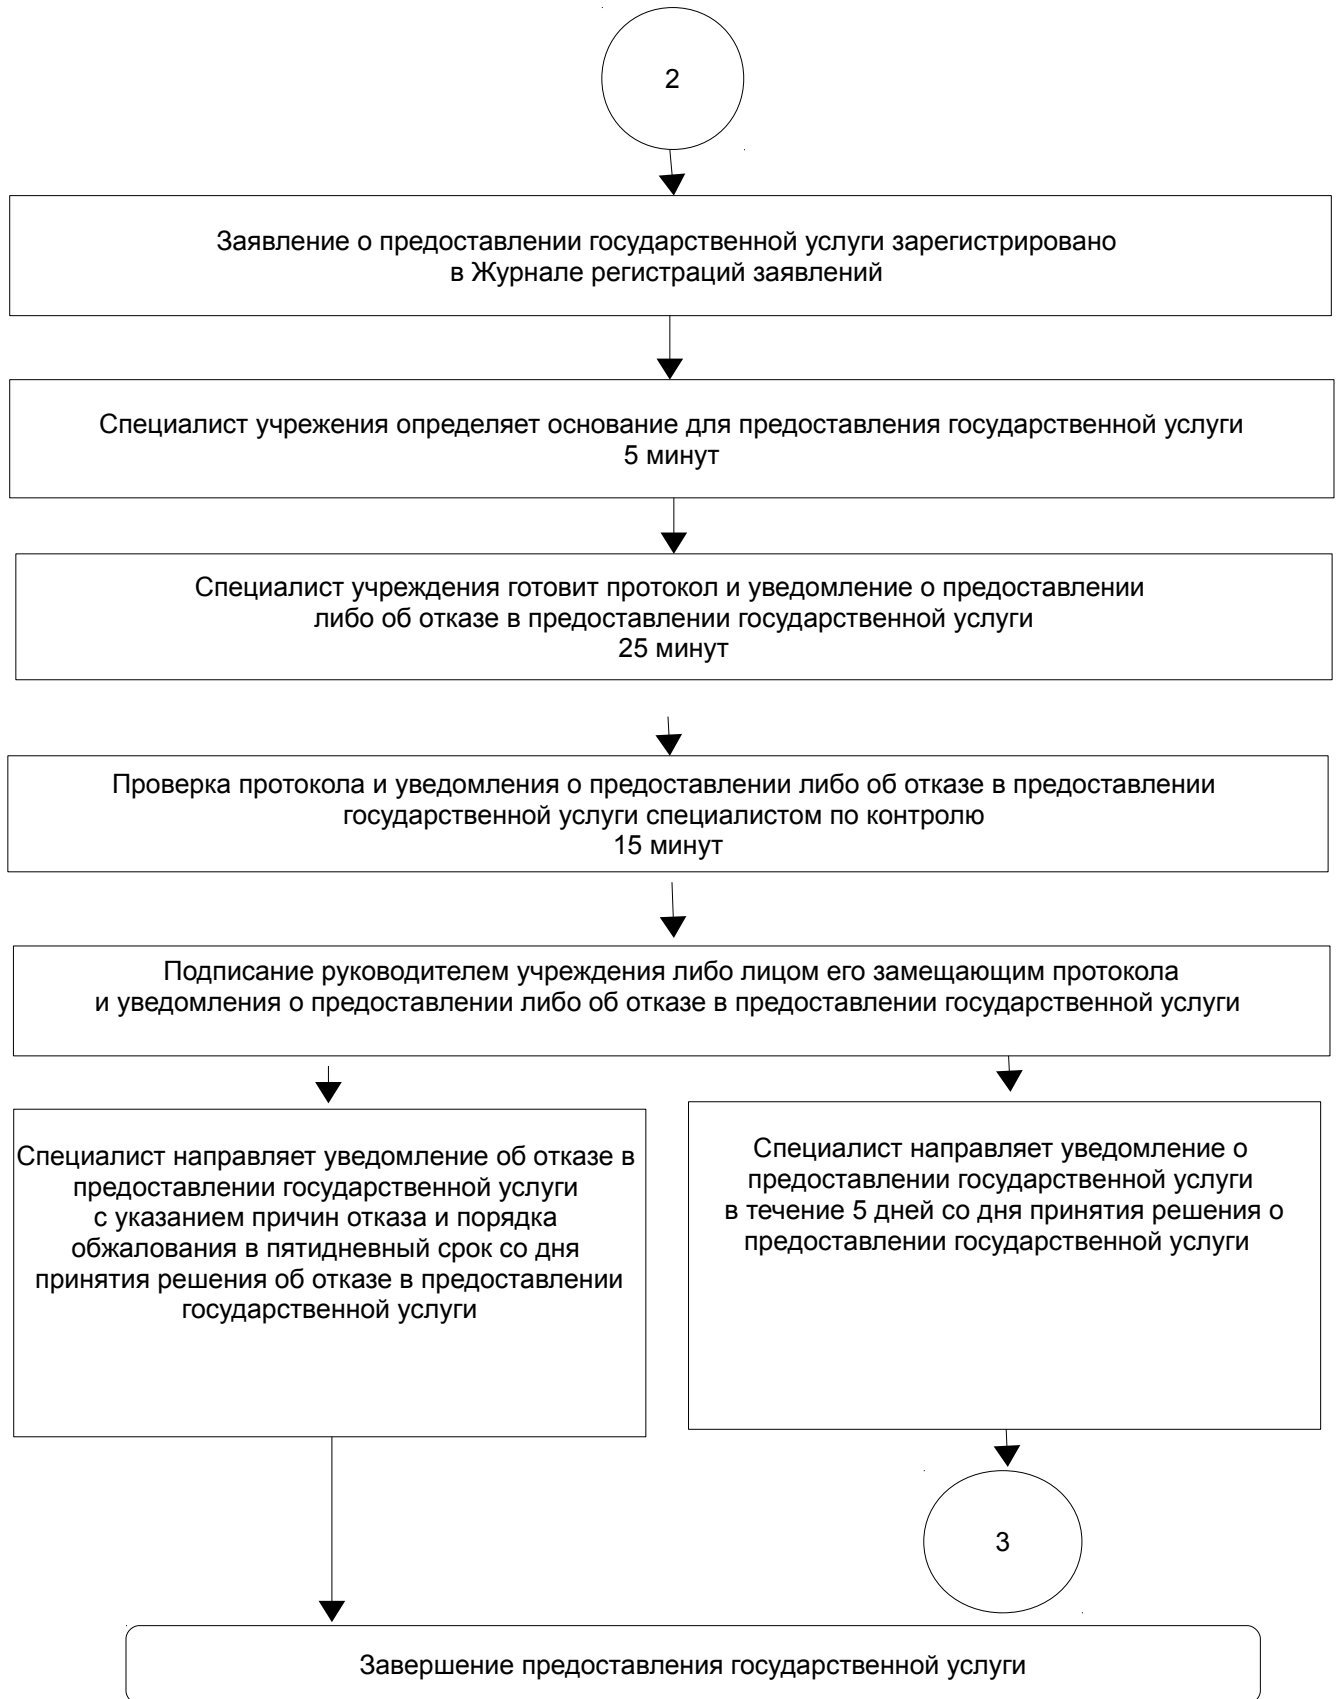 2
Заявление о предоставлении государственной услуги зарегистрировано
в Журнале регистраций заявлений
Специалист учрежения определяет основание для предоставления государственной услуги
5 минут
Специалист учреждения готовит протокол и уведомление о предоставлении
либо об отказе в предоставлении государственной услуги
25 минут
Проверка протокола и уведомления о предоставлении либо об отказе в предоставлении
государственной услуги специалистом по контролю
15 минут
Подписание руководителем учреждения либо лицом его замещающим протокола
и уведомления о предоставлении либо об отказе в предоставлении государственной услуги
Специалист направляет уведомление об отказе в
предоставлении государственной услуги
с указанием причин отказа и порядка
обжалования в пятидневный срок со дня
принятия решения об отказе в предоставлении
государственной услуги
Специалист направляет уведомление о
предоставлении государственной услуги
в течение 5 дней со дня принятия решения о
предоставлении государственной услуги
3
Завершение предоставления государственной услуги